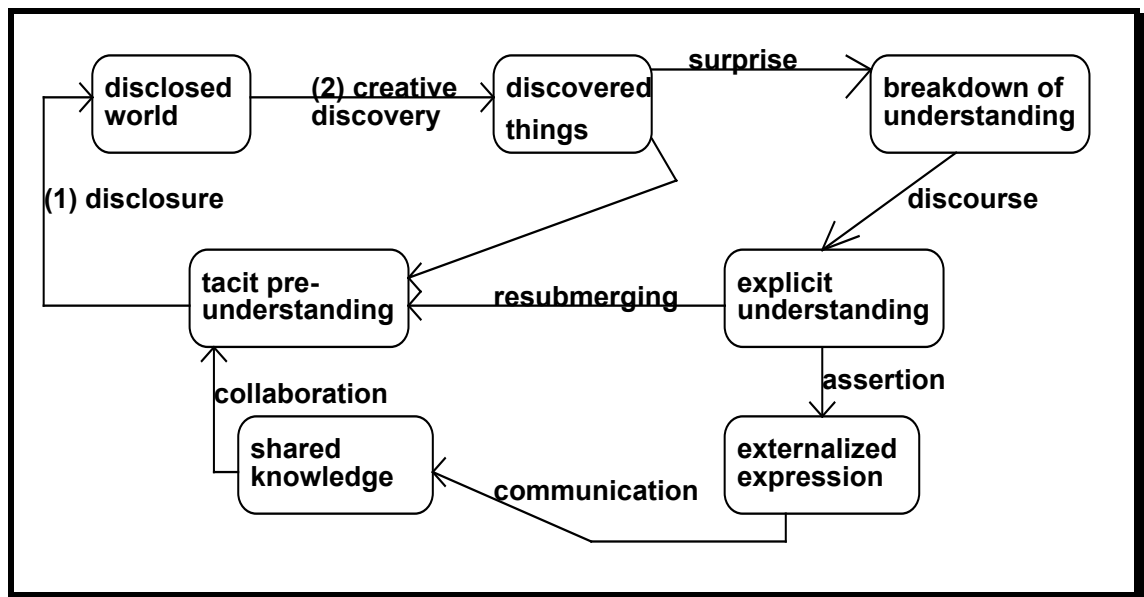 disclosed
world
(2) creative
discovery
discovered
things
surprise
breakdown of
understanding
(1) disclosure
discourse
tacit pre-
understanding
resubmerging
explicit
understanding
collaboration
assertion
shared
knowledge
communication
externalized
expression